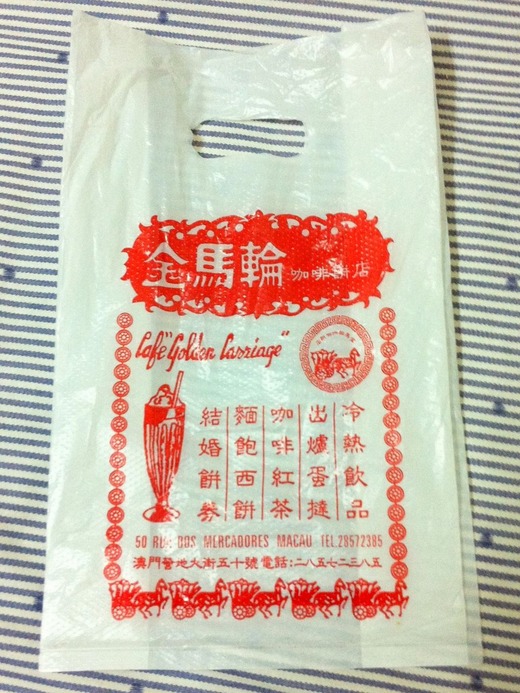 金馬輪 咖啡餅店
Café "Golden Carriage"
冷熱飲品
出爐蛋撻
咖啡紅茶
麵飽西餅
結婚餅券
50 RUA DOS MERCADORES MACAU TEL.28572385
澳門營地大街五十號電話:二八五七二三八五